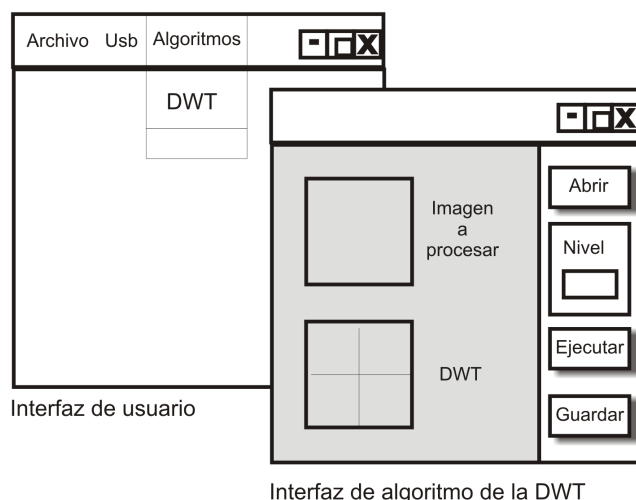 Archivo Usb Algoritmos
DWT
Abrir
Imagen
a
procesar
Nivel
DWT
Ejecutar
Guardar
Interfaz de usuario
Interfaz de algoritmo de la DWT